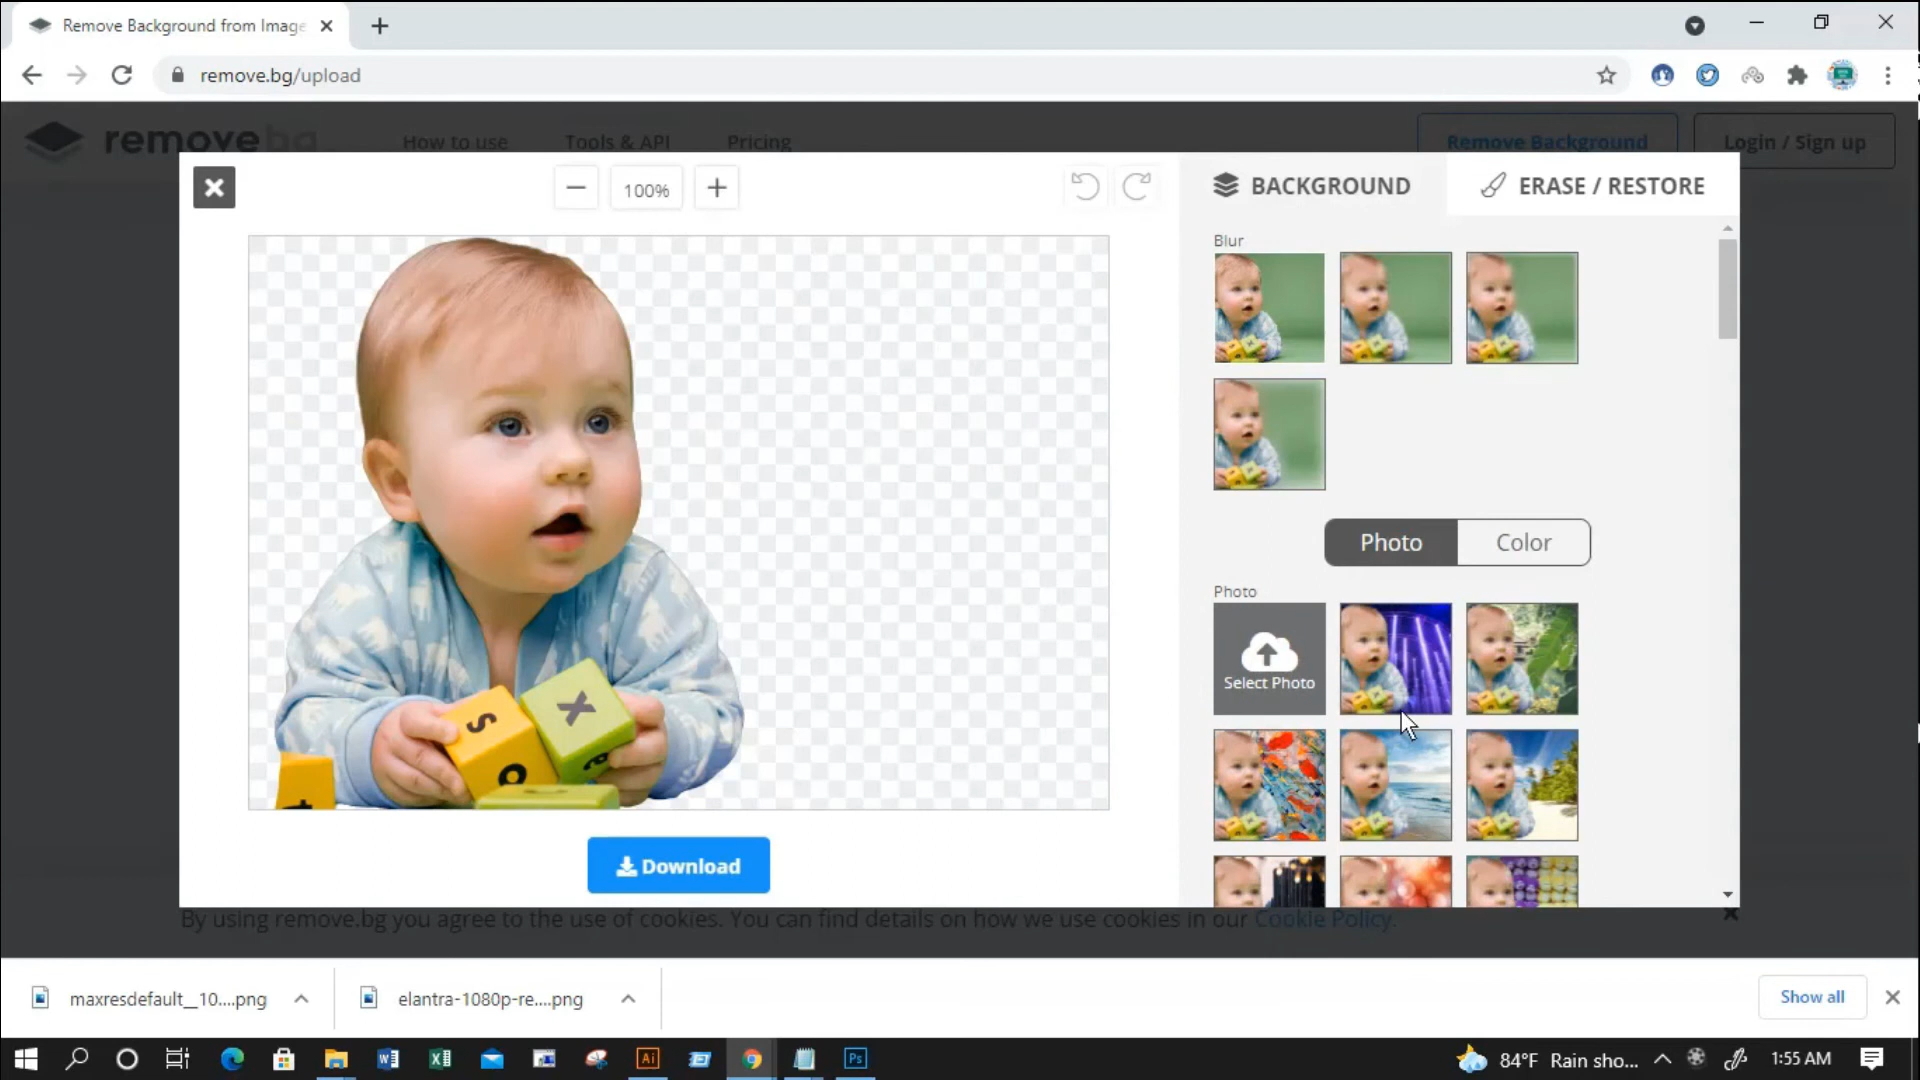 Remove Background from Image
remove.bg/upload
removebg
How to use
Tools & API
Pricing
Remove Background
Login / Sign up
100%
BACKGROUND
ERASE / RESTORE
Blur
Photo
Color
Photo
Select Photo
S
X
O
a
t
Download
By using remove.bg you agree to the use of cookies. You can find details on how we use cookies in our Cookie Policy.
maxresdefault_10....png
elantra-1080p-re....png
Show all
Ai
Ps
84°F Rain sho...
1:55 AM